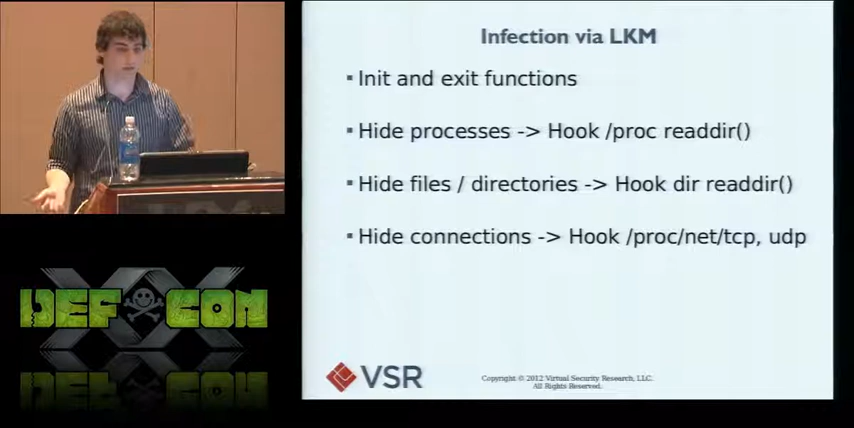 Infection via LKM
▪ Init and exit functions
▪ Hide processes -> Hook /proc readdir()
▪ Hide files / directories -> Hook dir readdir()
▪ Hide connections -> Hook /proc/net/tcp, udp
DEF CON
XX
VSR
Copyright © 2012 Virtual Security Research, LLC.
All Rights Reserved.